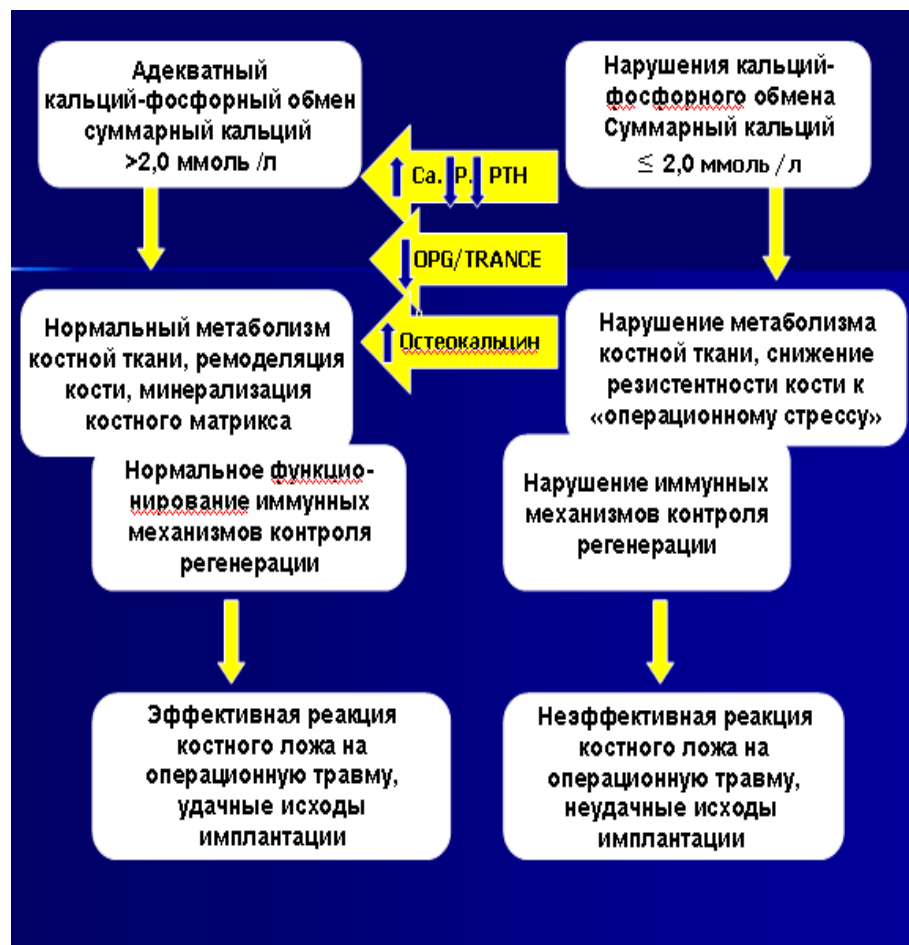 Адекватный
кальций-фосфорный обмен
суммарный кальций
>2,0 ммоль /л
Нарушения кальций-
фосфорного обмена
Суммарный кальций
≤ 2,0 ммоль / л
↑ Ca. ↓ P. ↓ PTH
↓ OPG/TRANCE
↑ Остеокальцин
Нормальный метаболизм
костной ткани, ремоделяция
кости, минерализация
костного матрикса
Нарушение метаболизма
костной ткани, снижение
резистентности кости к
«операционному стрессу»
Нормальное функцио-
нирование иммунных
механизмов контроля
регенерации
Нарушение иммунных
механизмов контроля
регенерации
Эффективная реакция
костного ложа на
операционную травму,
удачные исходы
имплантации
Неэффективная реакция
костного ложа на
операционную травму,
неудачные исходы
имплантации